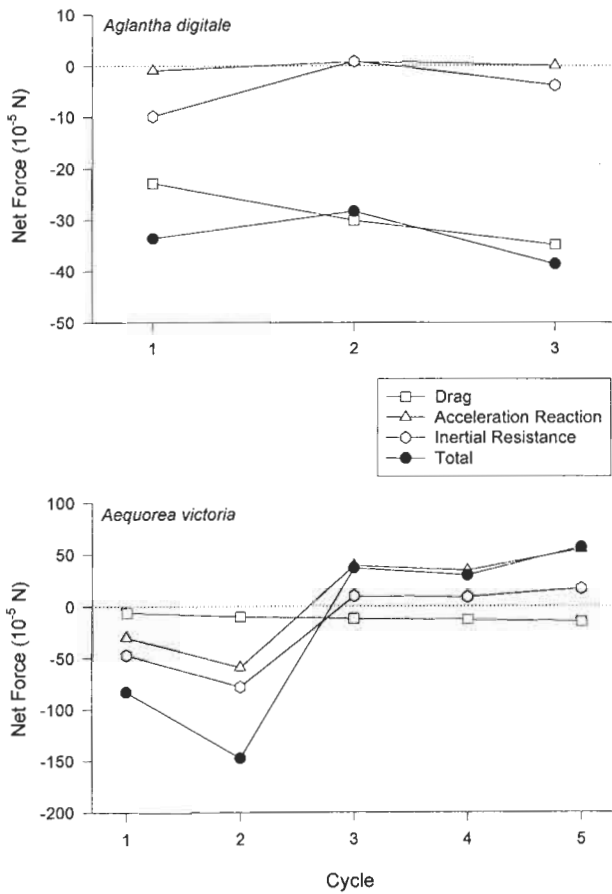 Aglantha digitale
10
0
-10
-20
-30
-40
-50
Net Force (10⁻⁵ N)
1 2 3
Drag
Acceleration Reaction
Inertial Resistance
Total
Aequorea victoria
100
50
0
-50
-100
-150
-200
Net Force (10⁻⁵ N)
1 2 3 4 5
Cycle